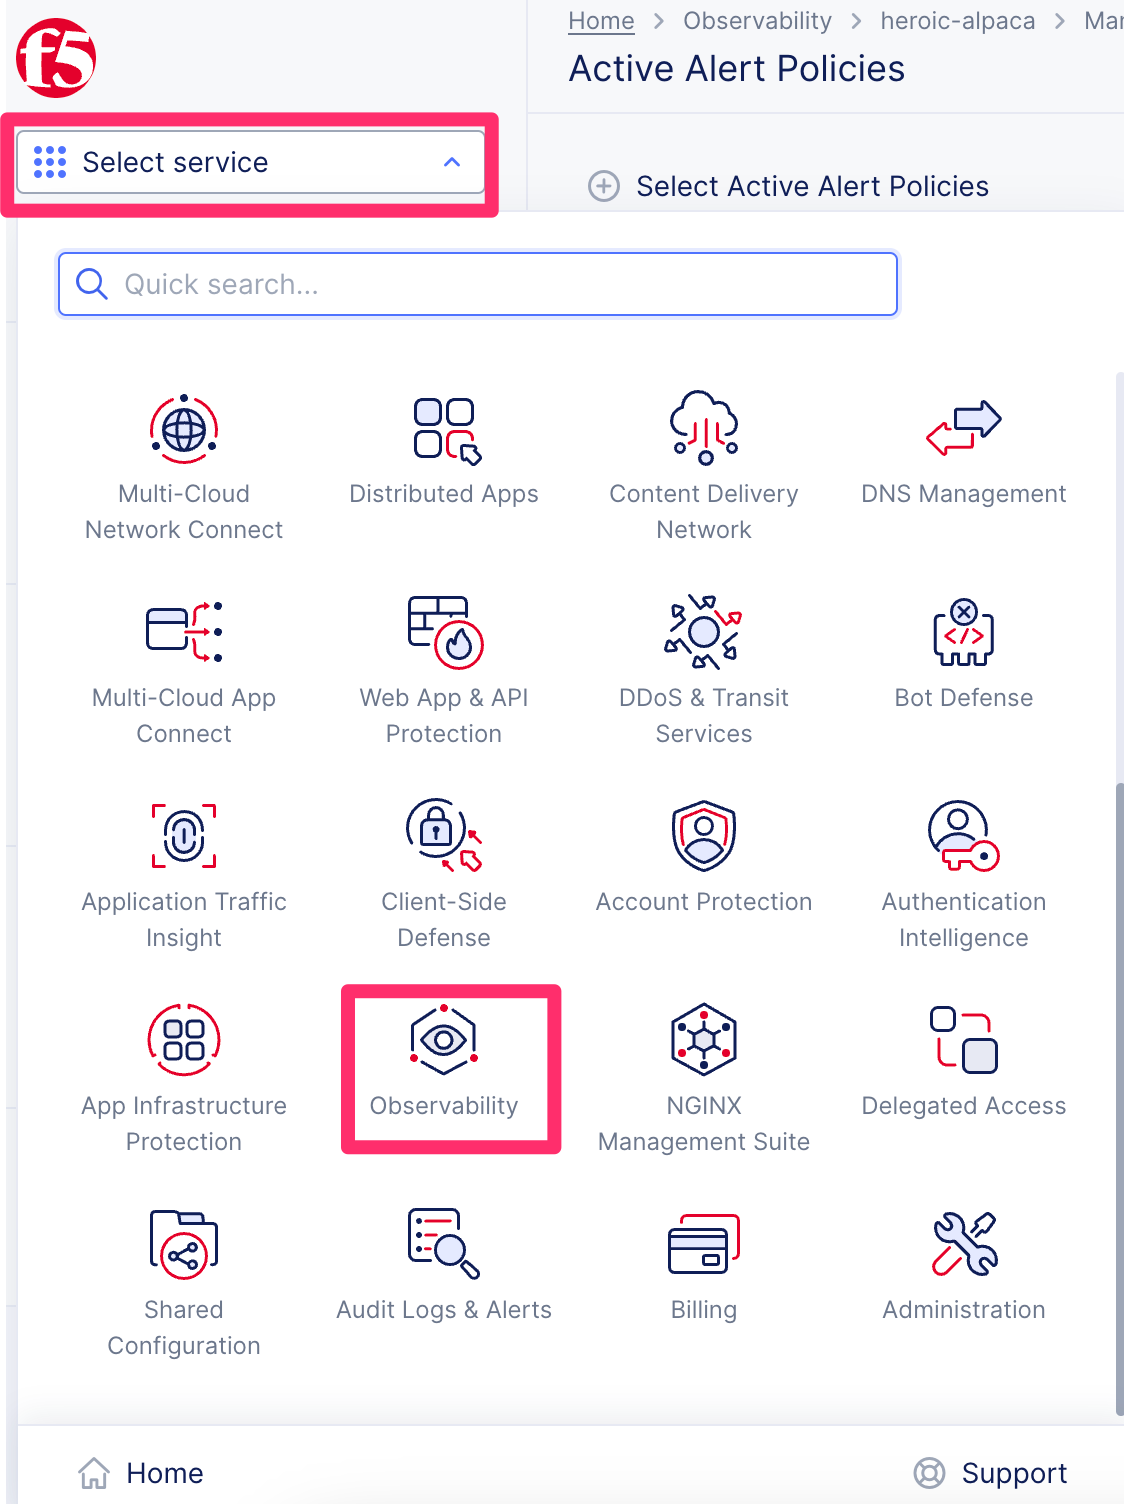 f5
Home > Observability > heroic-alpaca > Mar
Active Alert Policies
Select service
Select Active Alert Policies
Quick search...
Multi-Cloud
Network Connect
Distributed Apps
Content Delivery
Network
DNS Management
Multi-Cloud App
Connect
Web App & API
Protection
DDoS & Transit
Services
Bot Defense
Application Traffic
Insight
Client-Side
Defense
Account Protection
Authentication
Intelligence
App Infrastructure
Protection
Observability
NGINX
Management Suite
Delegated Access
Shared
Configuration
Audit Logs & Alerts
Billing
Administration
Home
Support